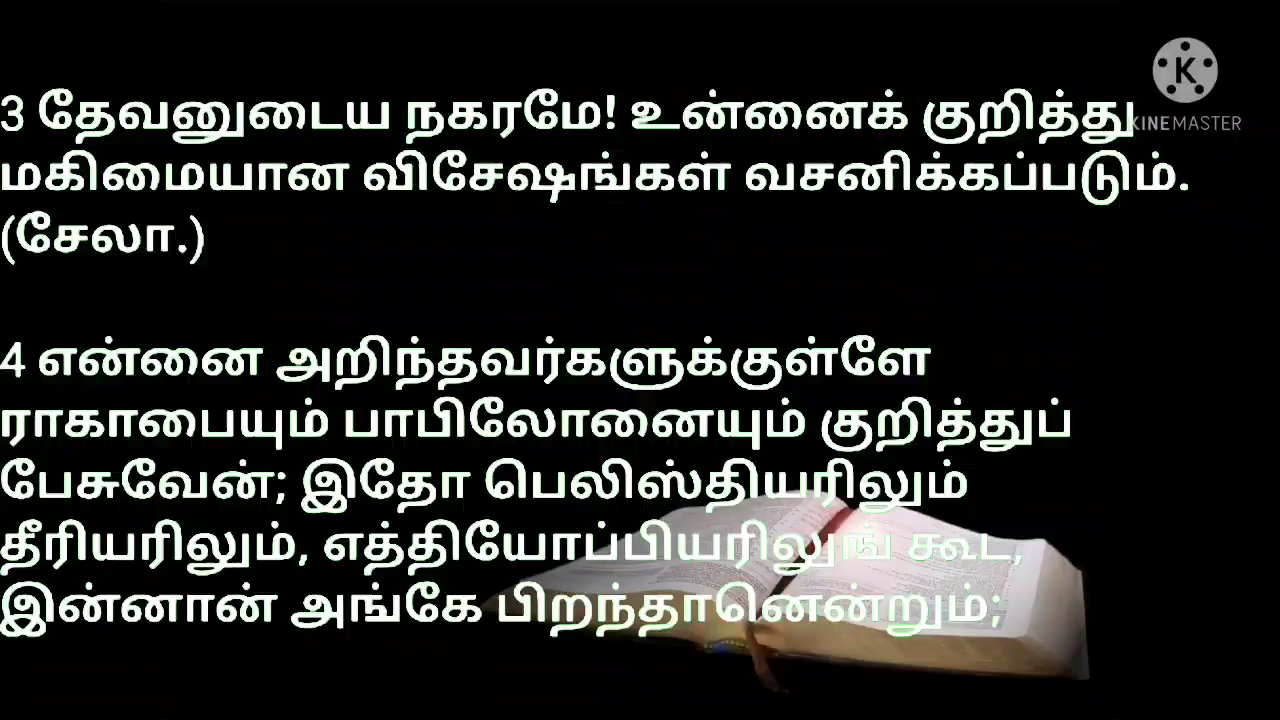 3 தேவனுடைய நகரமே! உன்னைக் குறித்து
மகிமையான விசேஷங்கள் வசனிக்கப்படும்.
(சேலா.)
4 என்னை அறிந்தவர்களுக்குள்ளே
ராகாபையும் பாபிலோனையும் குறித்துப்
பேசுவேன்; இதோ பெலிஸ்தியரிலும்
தீரியரிலும், எத்தியோப்பியரிலுங் கூட,
இன்னான் அங்கே பிறந்தானென்றும்;
K
KINEMASTER